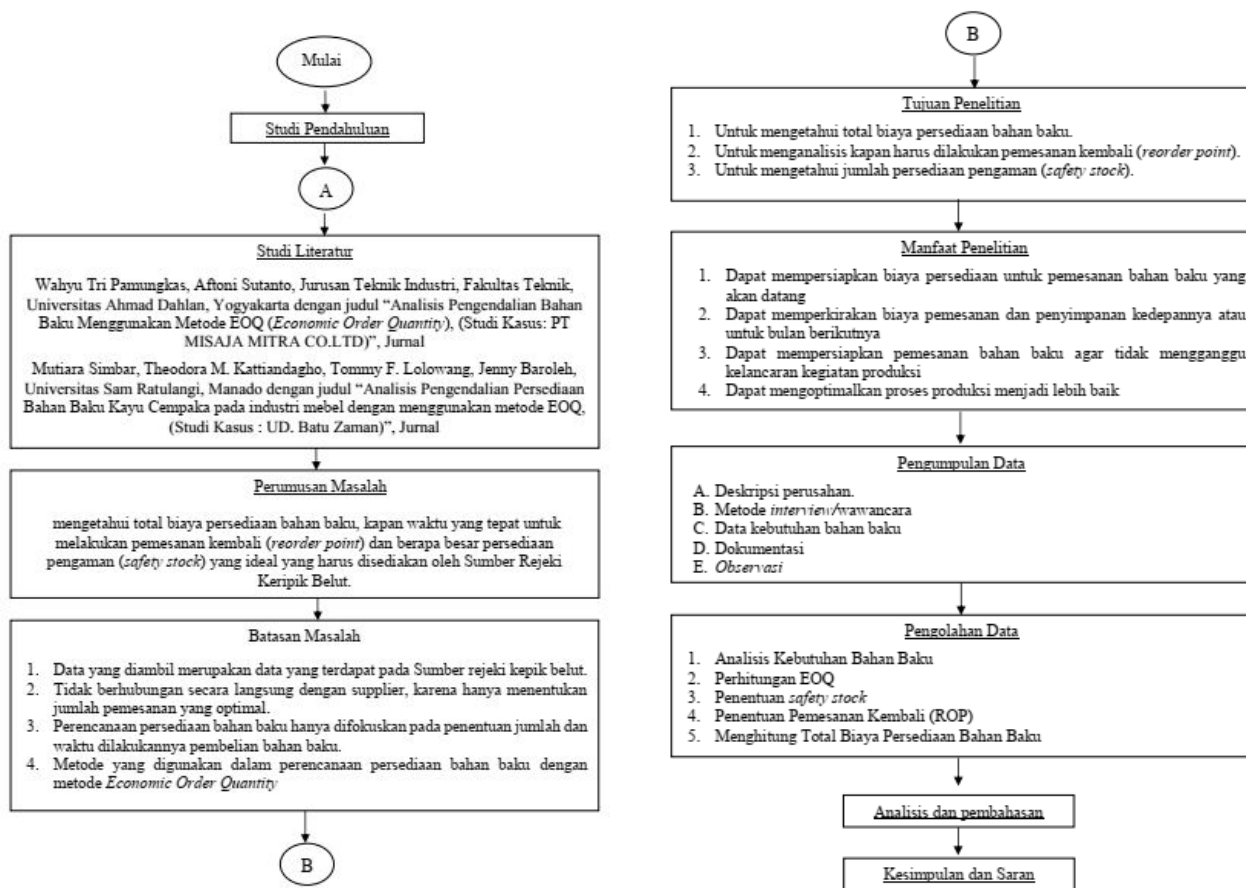 Mulai
Studi Pendahuluan
A
Studi Literatur
Wahyu Tri Pamungkas, Aftoni Sutanto, Jurusan Teknik Industri, Fakultas Teknik,
Universitas Ahmad Dahlan, Yogyakarta dengan judul “Analisis Pengendalian Bahan
Baku Menggunakan Metode EOQ (Economic Order Quantity), (Studi Kasus: PT
MISAJA MITRA CO.LTD)”, Jurnal
Mutiara Simbar, Theodora M. Kattiandagho, Tommy F. Lolowang, Jenny Baroleh,
Universitas Sam Ratulangi, Manado dengan judul “Analisis Pengendalian Persediaan
Bahan Baku Kayu Cempaka pada industri mebel dengan menggunakan metode EOQ,
(Studi Kasus : UD. Batu Zaman)”, Jurnal
Perumusan Masalah
mengetahui total biaya persediaan bahan baku, kapan waktu yang tepat untuk
melakukan pemesanan kembali (reorder point) dan berapa besar persediaan
pengaman (safety stock) yang ideal yang harus disediakan oleh Sumber Rejeki
Keripik Belut.
Batasan Masalah
1. Data yang diambil merupakan data yang terdapat pada Sumber rejeki kepik belut.
2. Tidak berhubungan secara langsung dengan supplier, karena hanya menentukan
jumlah pemesanan yang optimal.
3. Perencanaan persediaan bahan baku hanya difokuskan pada penentuan jumlah dan
waktu dilakukannya pembelian bahan baku.
4. Metode yang digunakan dalam perencanaan persediaan bahan baku dengan
metode Economic Order Quantity
B
B
Tujuan Penelitian
1. Untuk mengetahui total biaya persediaan bahan baku.
2. Untuk menganalisis kapan harus dilakukan pemesanan kembali (reorder point).
3. Untuk mengetahui jumlah persediaan pengaman (safety stock).
Manfaat Penelitian
1. Dapat mempersiapkan biaya persediaan untuk pemesanan bahan baku yang
akan datang
2. Dapat memperkirakan biaya pemesanan dan penyimpanan kedepannya atau
untuk bulan berikutnya
3. Dapat mempersiapkan pemesanan bahan baku agar tidak mengganggu
kelancaran kegiatan produksi
4. Dapat mengoptimalkan proses produksi menjadi lebih baik
Pengumpulan Data
A. Deskripsi perusahan.
B. Metode interview/wawancara
C. Data kebutuhan bahan baku
D. Dokumentasi
E. Observasi
Pengolahan Data
1. Analisis Kebutuhan Bahan Baku
2. Perhitungan EOQ
3. Penentuan safety stock
4. Penentuan Pemesanan Kembali (ROP)
5. Menghitung Total Biaya Persediaan Bahan Baku
Analisis dan pembahasan
Kesimpulan dan Saran